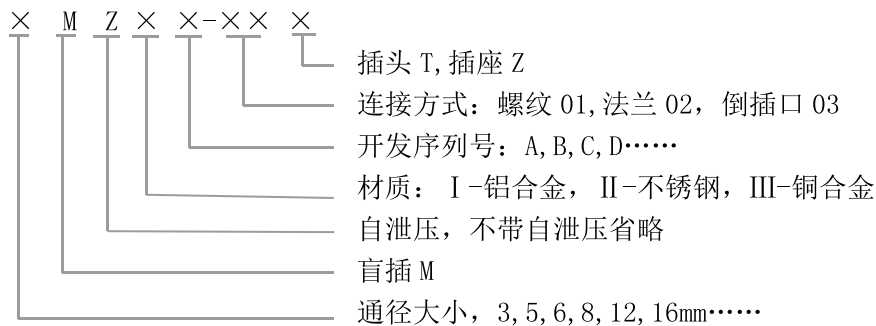 × M Z × ×-×× ×
插头 T,插座 Z
连接方式：螺纹 01,法兰 02，倒插口 03
开发序列号：A,B,C,D……
材质：Ⅰ-铝合金，Ⅱ-不锈钢，Ⅲ-铜合金
自泄压，不带自泄压省略
盲插 M
通径大小，3,5,6,8,12,16mm……